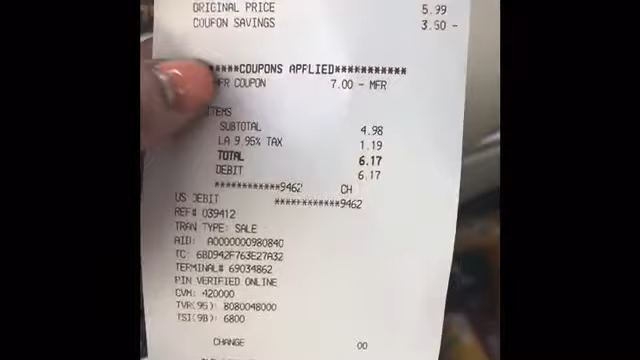 ORIGINAL PRICE 5.99
COUPON SAVINGS 3.50 -
*****COUPONS APPLIED***********
MFR COUPON 7.00 - MFR
ITEMS
SUBTOTAL 4.98
LA 9.95% TAX 1.19
TOTAL 6.17
DEBIT 6.17
************9462 CH
US DEBIT ************9462
REF# 039412
TRAN TYPE: SALE
AID: A0000000980840
TC: 6BD942F763E27A32
TERMINAL# 69034862
PIN VERIFIED ONLINE
CVM: 420000
TVR(95): 8080048000
TSI(9B): 6800
CHANGE .00